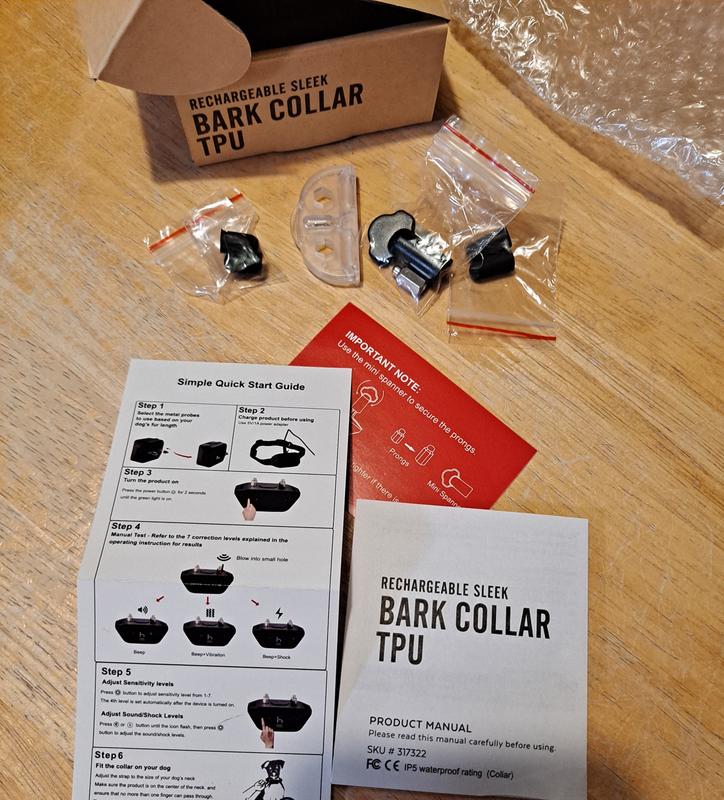 RECHARGEABLE SLEEK
BARK COLLAR
TPU
Simple Quick Start Guide
Step 1
Select the metal probes
to use based on your
dog's fur length
Step 2
Charge product before using
Use 5V/1A power adapter
Step 3
Turn the product on
Press the power button for 2 seconds
until the green light is on.
Step 4
Manual Test - Refer to the 7 correction levels explained in the
operating instruction for results
Blow into small hole
Beep
Beep+Vibraiton
Beep+Shock
Step 5
Adjust Sensitivity levels
Press button to adjust sensitivity level from 1-7.
The 4th level is set automatically after the device is turned on.
Adjust Sound/Shock Levels
Press or button until the icon flash, then press
button to adjust the sound/shock levels.
Step 6
Fit the collar on your dog
Adjust the strap to the size of your dog's neck
Make sure the product is on the center of the neck, and
ensure that no more than one finger can pass through.
IMPORTANT NOTE:
Use the mini spanner to secure the prongs.
Prongs
Mini Spanner
if there is
RECHARGEABLE SLEEK
BARK COLLAR
TPU
PRODUCT MANUAL
Please read this manual carefully before using.
SKU # 317322
FC CE IP5 waterproof rating (Collar)